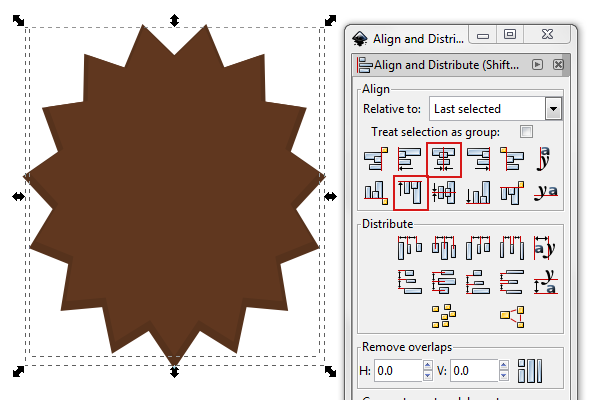 Align and Distri...
Align and Distribute (Shift...
Align
Relative to: Last selected
Treat selection as group:
Distribute
Remove overlaps
H: 0.0 V: 0.0